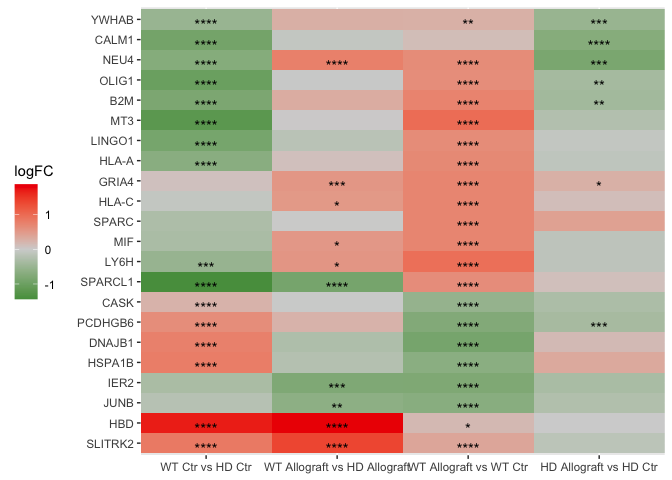 YWHAB **** ** ***
CALM1 **** ****
NEU4 **** **** **** ***
OLIG1 **** **** **
B2M **** **** **
MT3 **** ****
LINGO1 **** ****
HLA-A **** ****
GRIA4 *** **** *
HLA-C * ****
SPARC ****
MIF * ****
LY6H *** * ****
SPARCL1 **** **** ****
CASK **** ****
PCDHGB6 **** **** ***
DNAJB1 **** ****
HSPA1B **** ****
IER2 *** ****
JUNB ** ****
HBD **** **** *
SLITRK2 **** **** ****
WT Ctr vs HD Ctr WT Allograft vs HD Allograft WT Allograft vs WT Ctr HD Allograft vs HD Ctr
logFC
1
0
-1